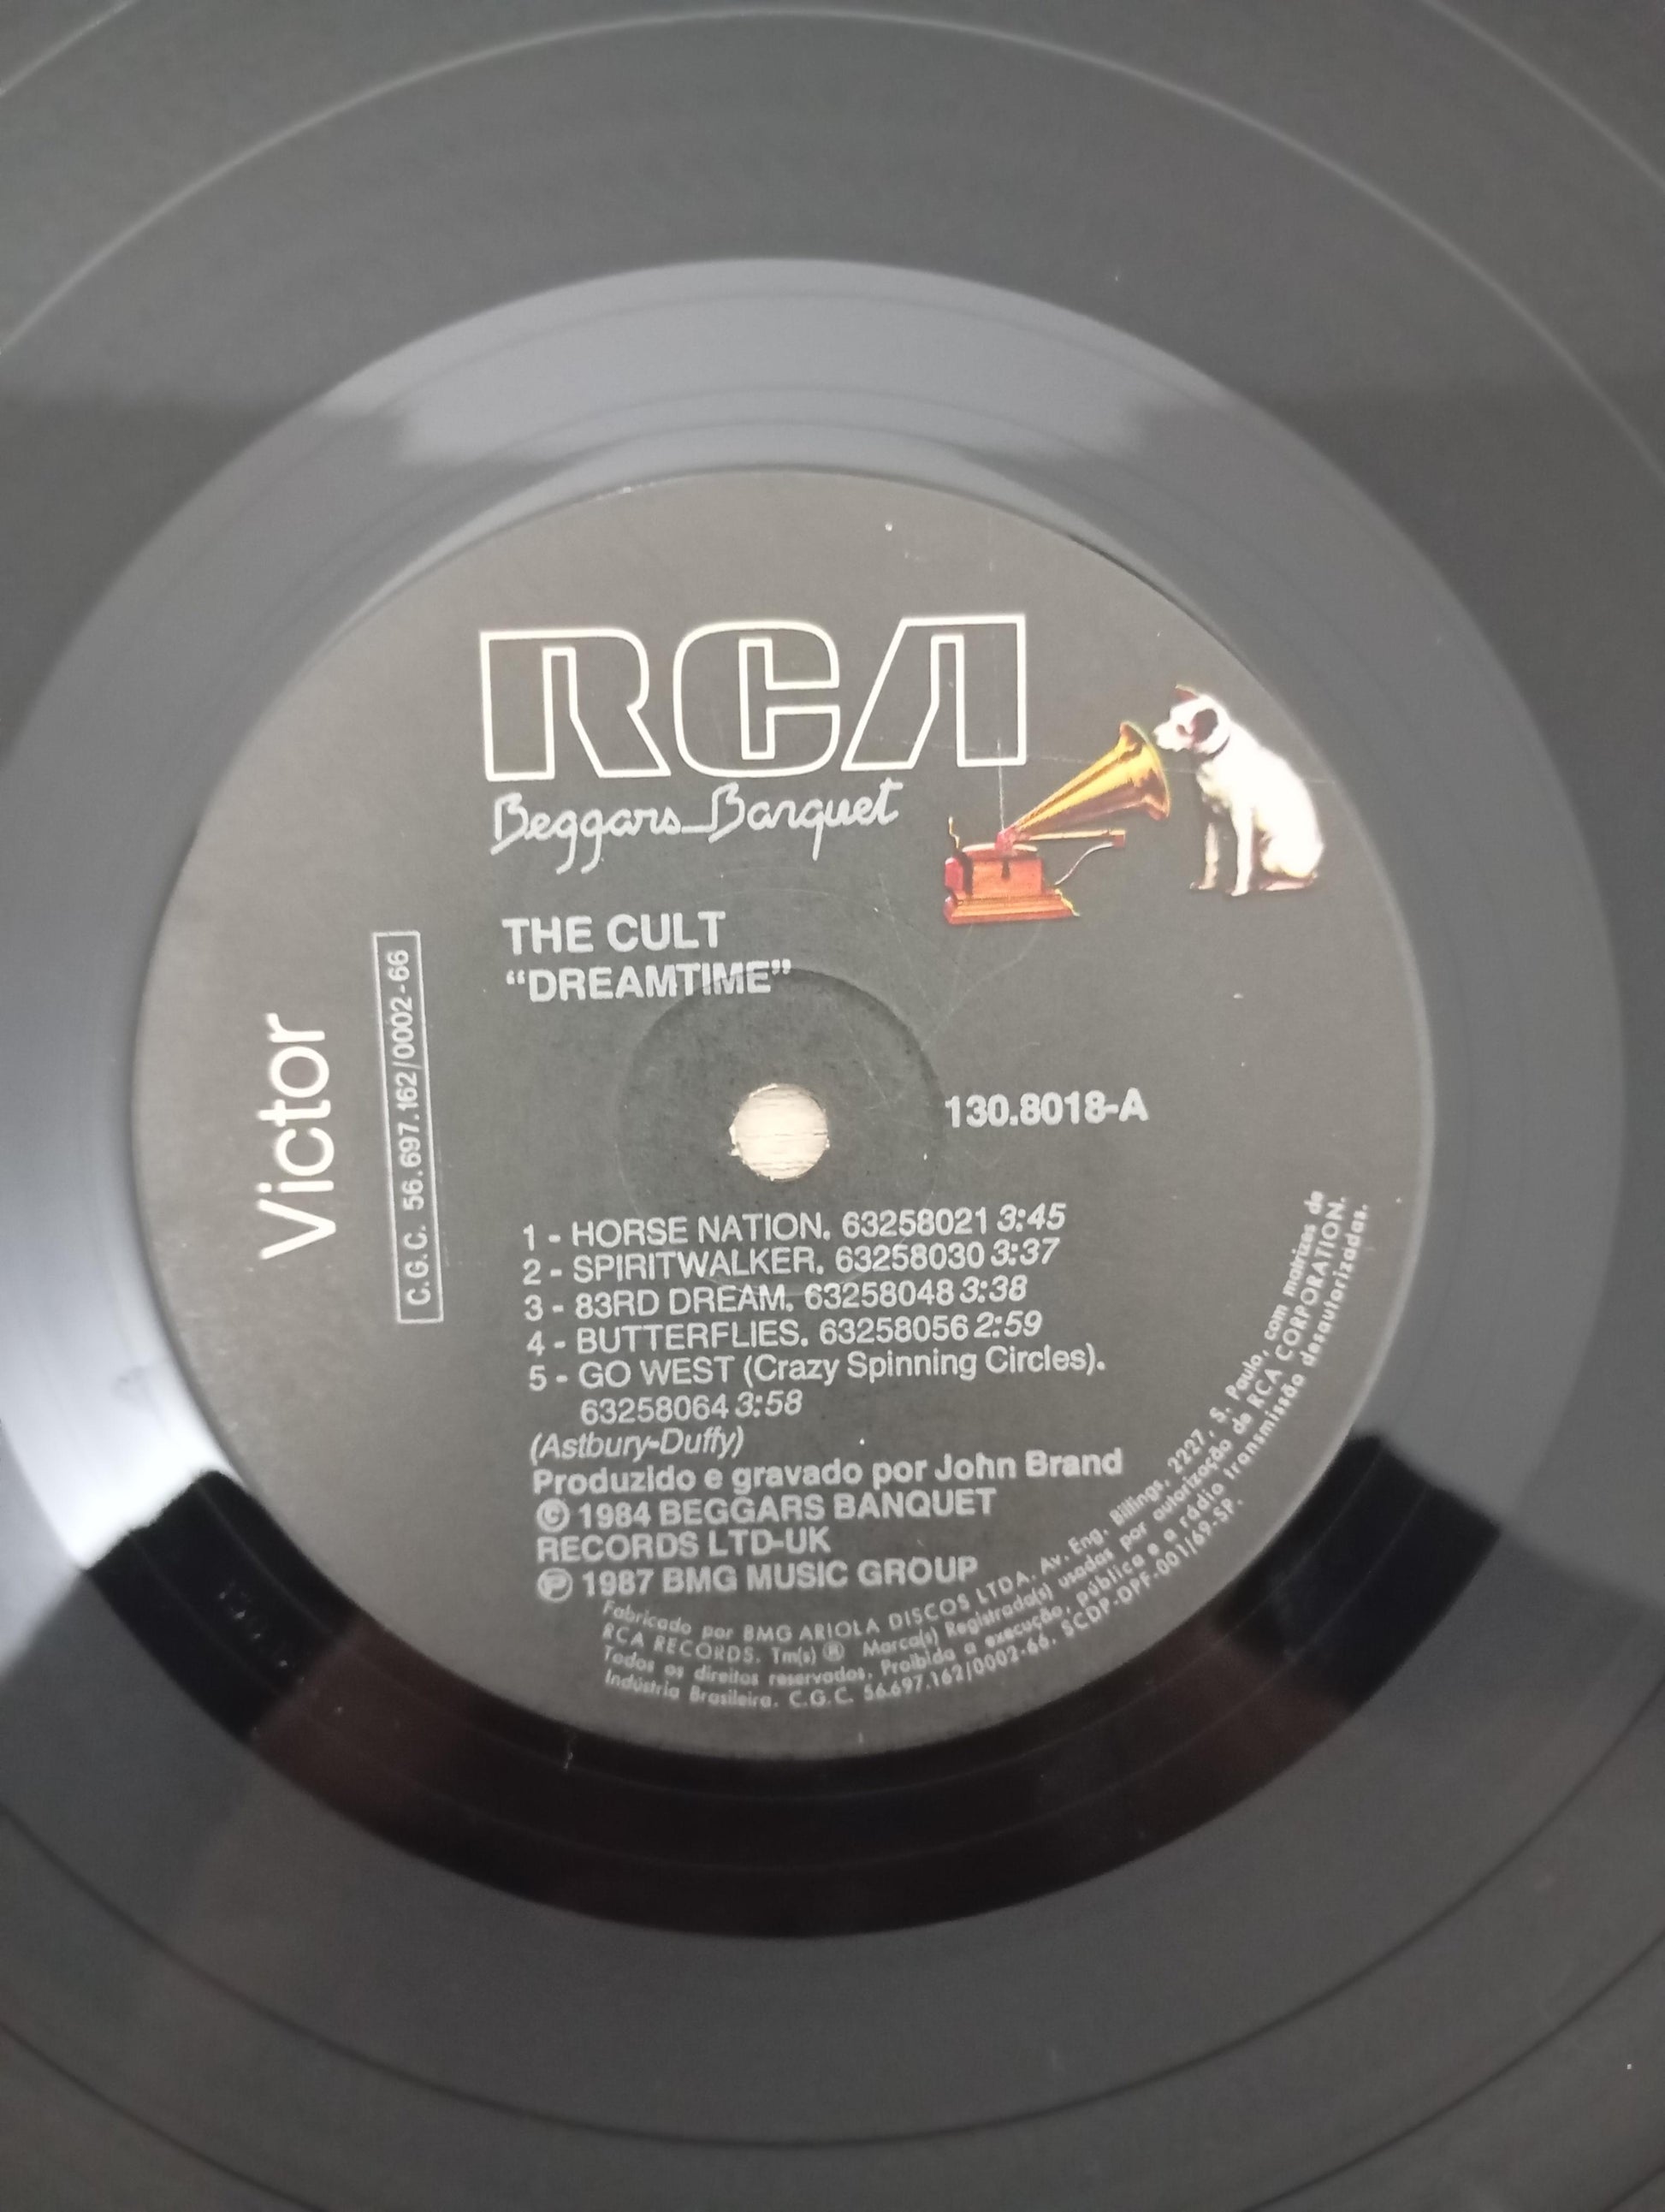 RCA
Beggars Banquet
THE CULT
“DREAMTIME”
Victor
C.G.C. 56.697.162/0002-66
130.8018-A
1 - HORSE NATION. 63258021 3:45
2 - SPIRITWALKER. 63258030 3:37
3 - 83RD DREAM. 63258048 3:38
4 - BUTTERFLIES. 63258056 2:59
5 - GO WEST (Crazy Spinning Circles).
63258064 3:58
(Astbury-Duffy)
Produzido e gravado por John Brand
© 1984 BEGGARS BANQUET
RECORDS LTD-UK
℗ 1987 BMG MUSIC GROUP
Fabricado por BMG ARIOLA DISCOS LTDA. Av. Eng. Billings, 2227, S. Paulo, com matrizes de
RCA RECORDS. Tm(s) ® Marca(s) Registrada(s) usadas por autorização de RCA CORPORATION.
Todos os direitos reservados. Proibida a execução, pública e a rádio transmissão desautorizadas.
Indústria Brasileira. C.G.C. 56.697.162/0002-66. SCDP-DPF-001/69-SP.